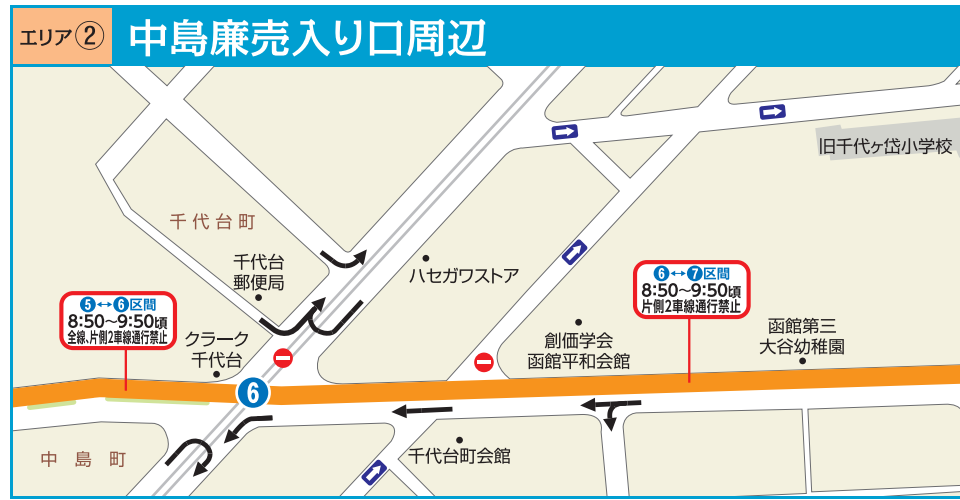 エリア② 中島廉売入り口周辺
旧千代ヶ岱小学校
千代台町
千代台
郵便局
ハセガワストア
⑤↔⑥区間
8:50〜9:50頃
全線、片側2車線通行禁止
⑥↔⑦区間
8:50〜9:50頃
片側2車線通行禁止
クラーク
千代台
創価学会
函館平和会館
函館第三
大谷幼稚園
6
中島町
千代台町会館